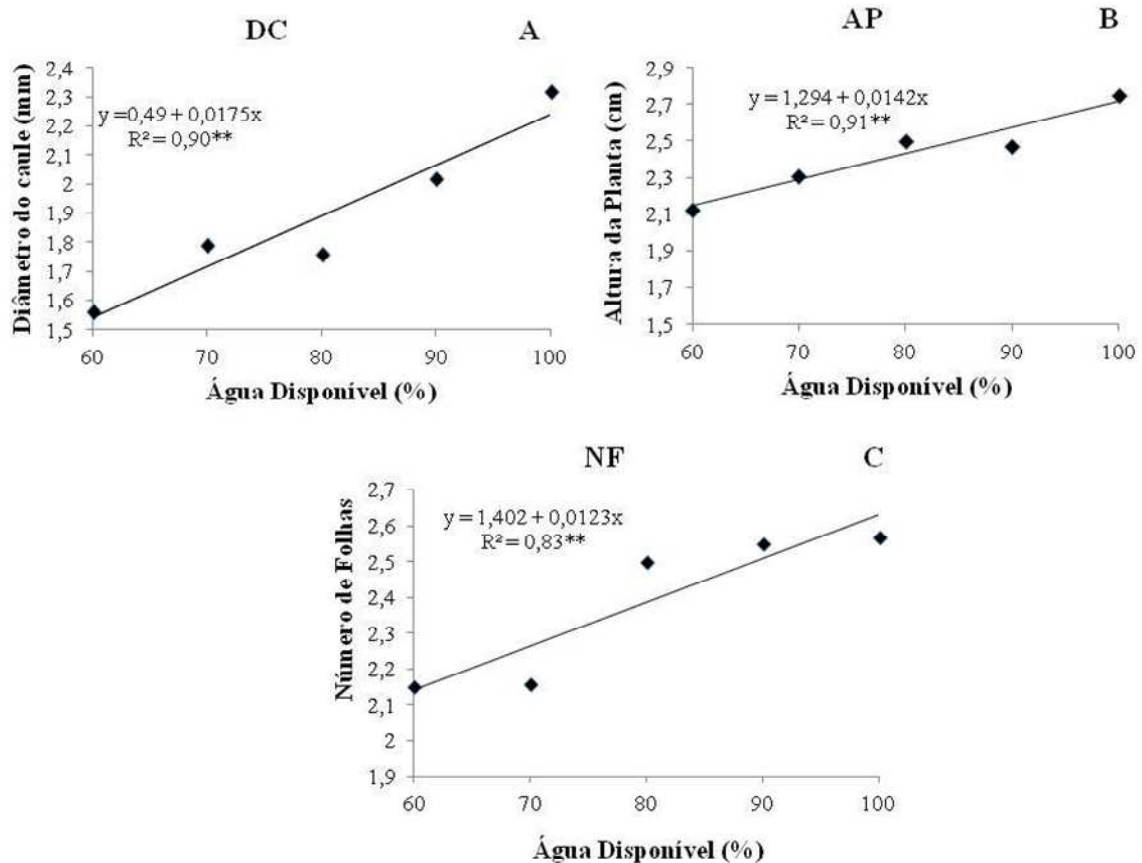 DC
A
Diâmetro do caule (mm)
2,4
2,3
2,2
2,1
2
1,9
1,8
1,7
1,6
1,5
y=0,49 + 0,0175x
R² = 0,90**
60 70 80 90 100
Água Disponível (%)
AP
B
Altura da Planta (cm)
2,9
2,7
2,5
2,3
2,1
1,9
1,7
1,5
y = 1,294 + 0,0142x
R² = 0,91**
60 70 80 90 100
Água Disponível (%)
NF
C
Número de Folhas
2,7
2,6
2,5
2,4
2,3
2,2
2,1
2
1,9
y = 1,402 + 0,0123x
R² = 0,83**
60 70 80 90 100
Água Disponível (%)